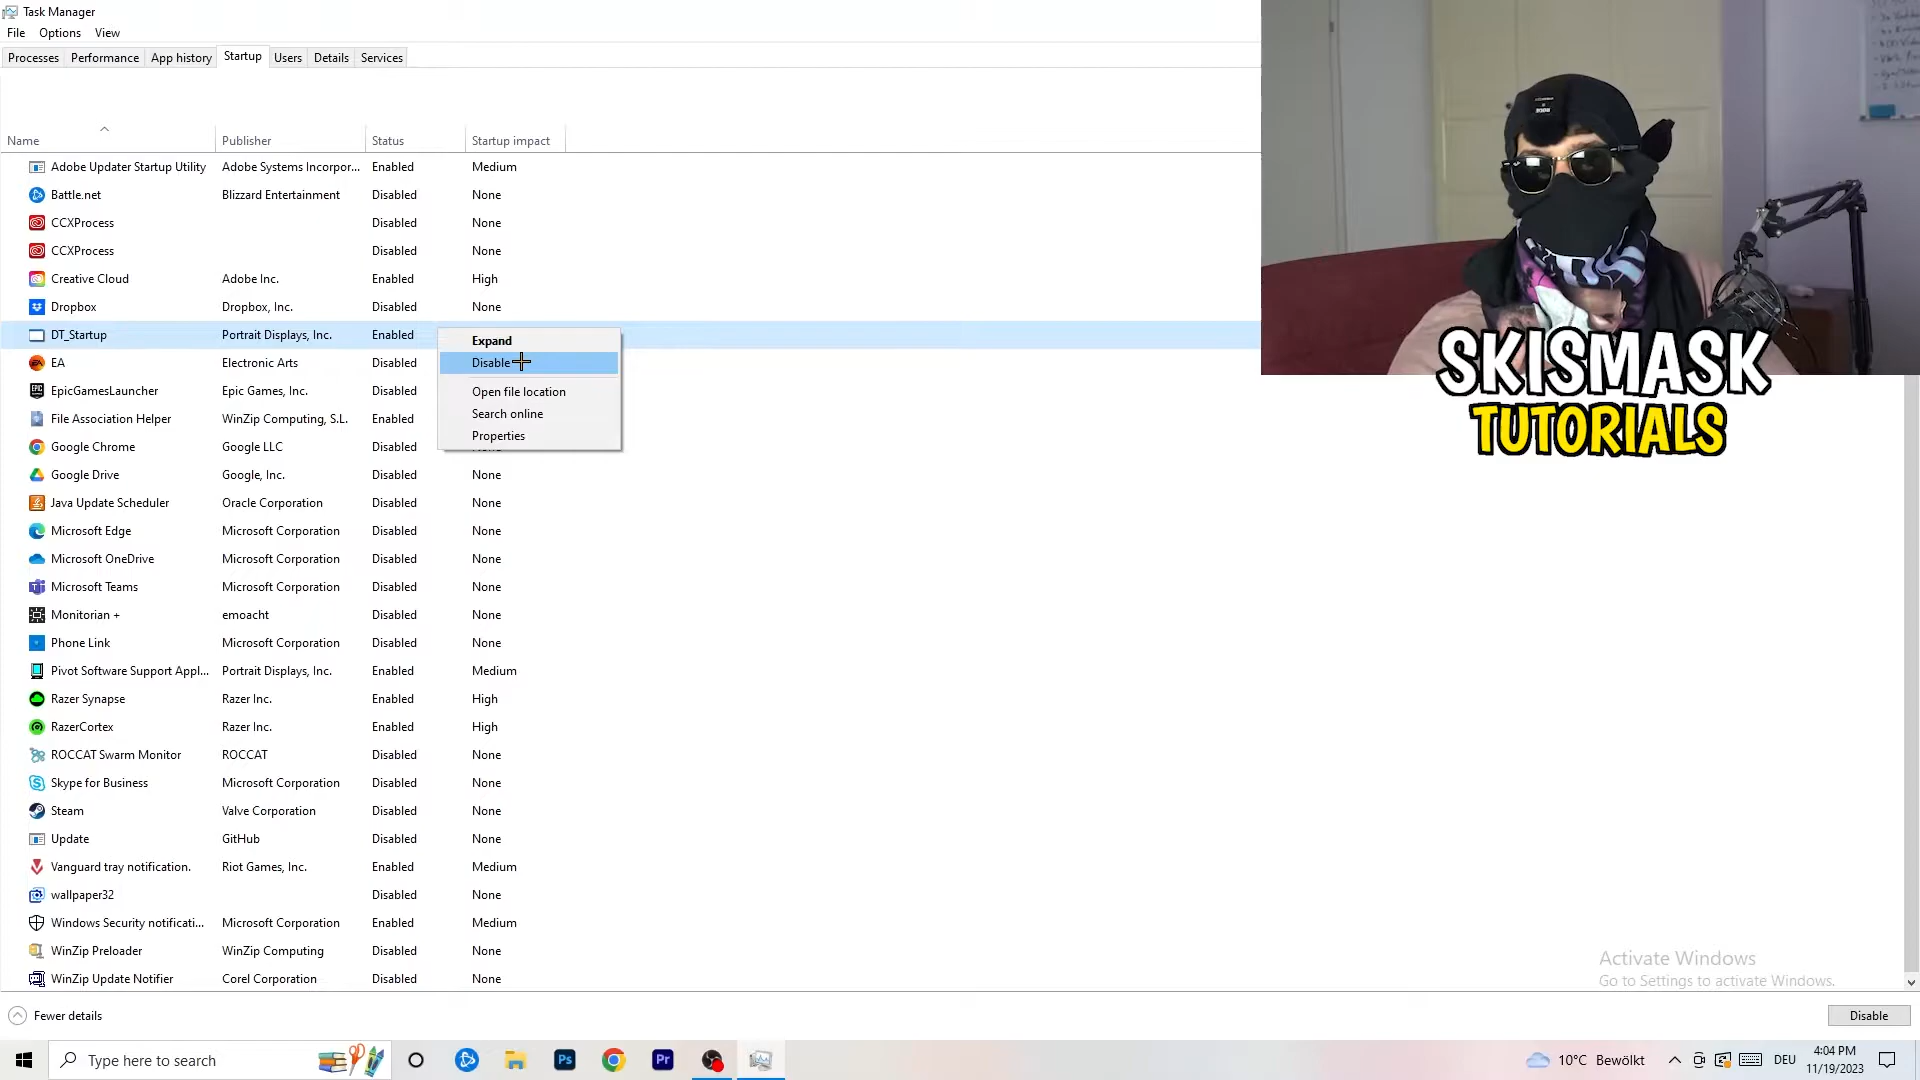 Task Manager
File Options View
Processes Performance App history Startup Users Details Services
Name Publisher Status Startup impact
Adobe Updater Startup Utility Adobe Systems Incorpor... Enabled Medium
Battle.net Blizzard Entertainment Disabled None
CCXProcess Disabled None
CCXProcess Disabled None
Creative Cloud Adobe Inc. Enabled High
Dropbox Dropbox, Inc. Disabled None
DT_Startup Portrait Displays, Inc. Enabled
Expand
EA Electronic Arts Disabled
Disable
EpicGamesLauncher Epic Games, Inc. Disabled
Open file location
File Association Helper WinZip Computing, S.L. Enabled
Search online
Properties
Google Chrome Google LLC Disabled
Google Drive Google, Inc. Disabled None
Java Update Scheduler Oracle Corporation Disabled None
Microsoft Edge Microsoft Corporation Disabled None
Microsoft OneDrive Microsoft Corporation Disabled None
Microsoft Teams Microsoft Corporation Disabled None
Monitorian + emoacht Disabled None
Phone Link Microsoft Corporation Disabled None
Pivot Software Support Appl... Portrait Displays, Inc. Enabled Medium
Razer Synapse Razer Inc. Enabled High
RazerCortex Razer Inc. Enabled High
ROCCAT Swarm Monitor ROCCAT Disabled None
Skype for Business Microsoft Corporation Disabled None
Steam Valve Corporation Disabled None
Update GitHub Disabled None
Vanguard tray notification. Riot Games, Inc. Enabled Medium
wallpaper32 Disabled None
Windows Security notificati... Microsoft Corporation Enabled Medium
WinZip Preloader WinZip Computing Disabled None
WinZip Update Notifier Corel Corporation Disabled None
SKISMASK
TUTORIALS
Activate Windows
Go to Settings to activate Windows.
Fewer details Disable
Type here to search
Ps
Pr
10°C Bewölkt
DEU
4:04 PM
11/19/2023